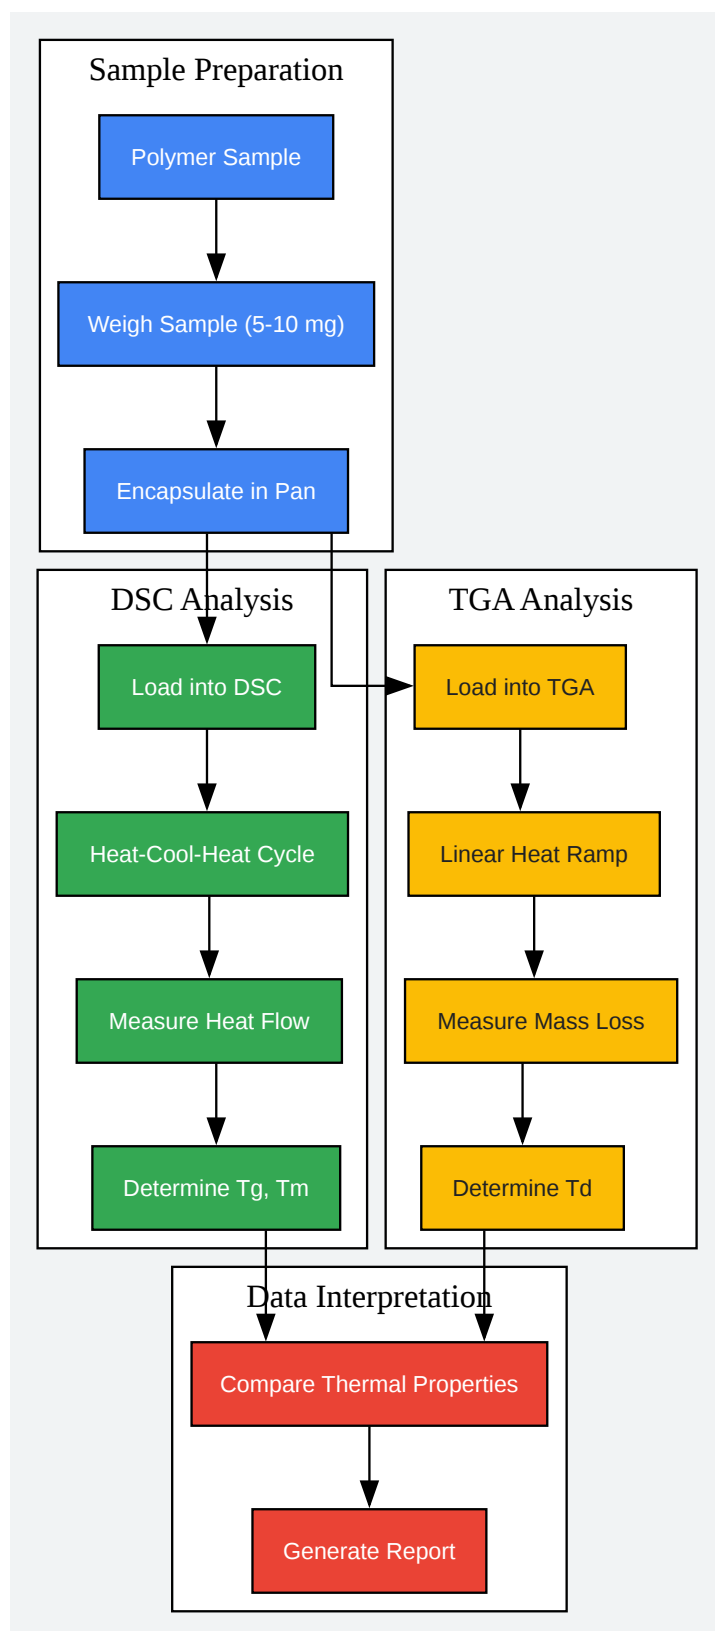 Sample Preparation
Polymer Sample
Weigh Sample (5-10 mg)
Encapsulate in Pan
DSC Analysis
Load into DSC
Heat-Cool-Heat Cycle
Measure Heat Flow
Determine Tg, Tm
TGA Analysis
Load into TGA
Linear Heat Ramp
Measure Mass Loss
Determine Td
Data Interpretation
Compare Thermal Properties
Generate Report